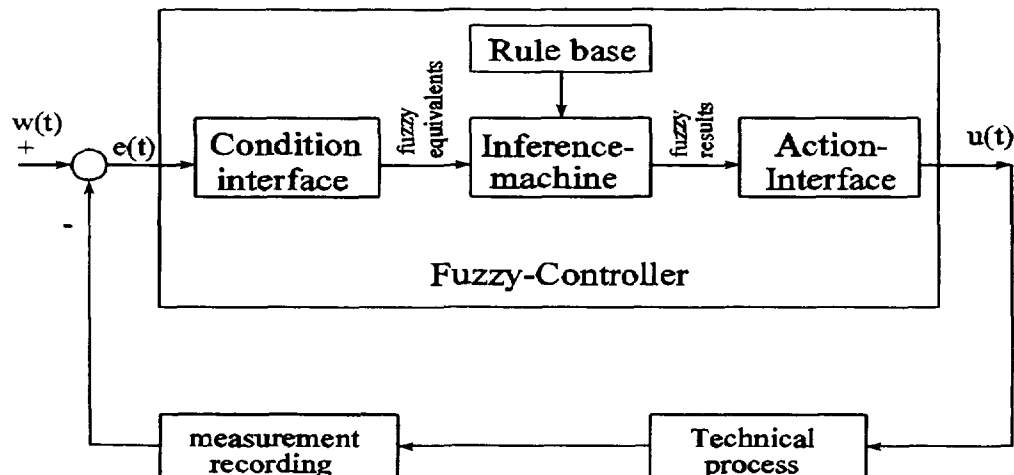 Rule base
w(t)
+
e(t)
Condition
interface
fuzzy
equivalents
Inference-
machine
fuzzy
results
Action-
Interface
u(t)
-
Fuzzy-Controller
measurement
recording
Technical
process